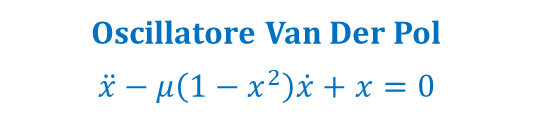 Oscillatore Van Der Pol
ẍ − μ(1 − x²)ẋ + x = 0